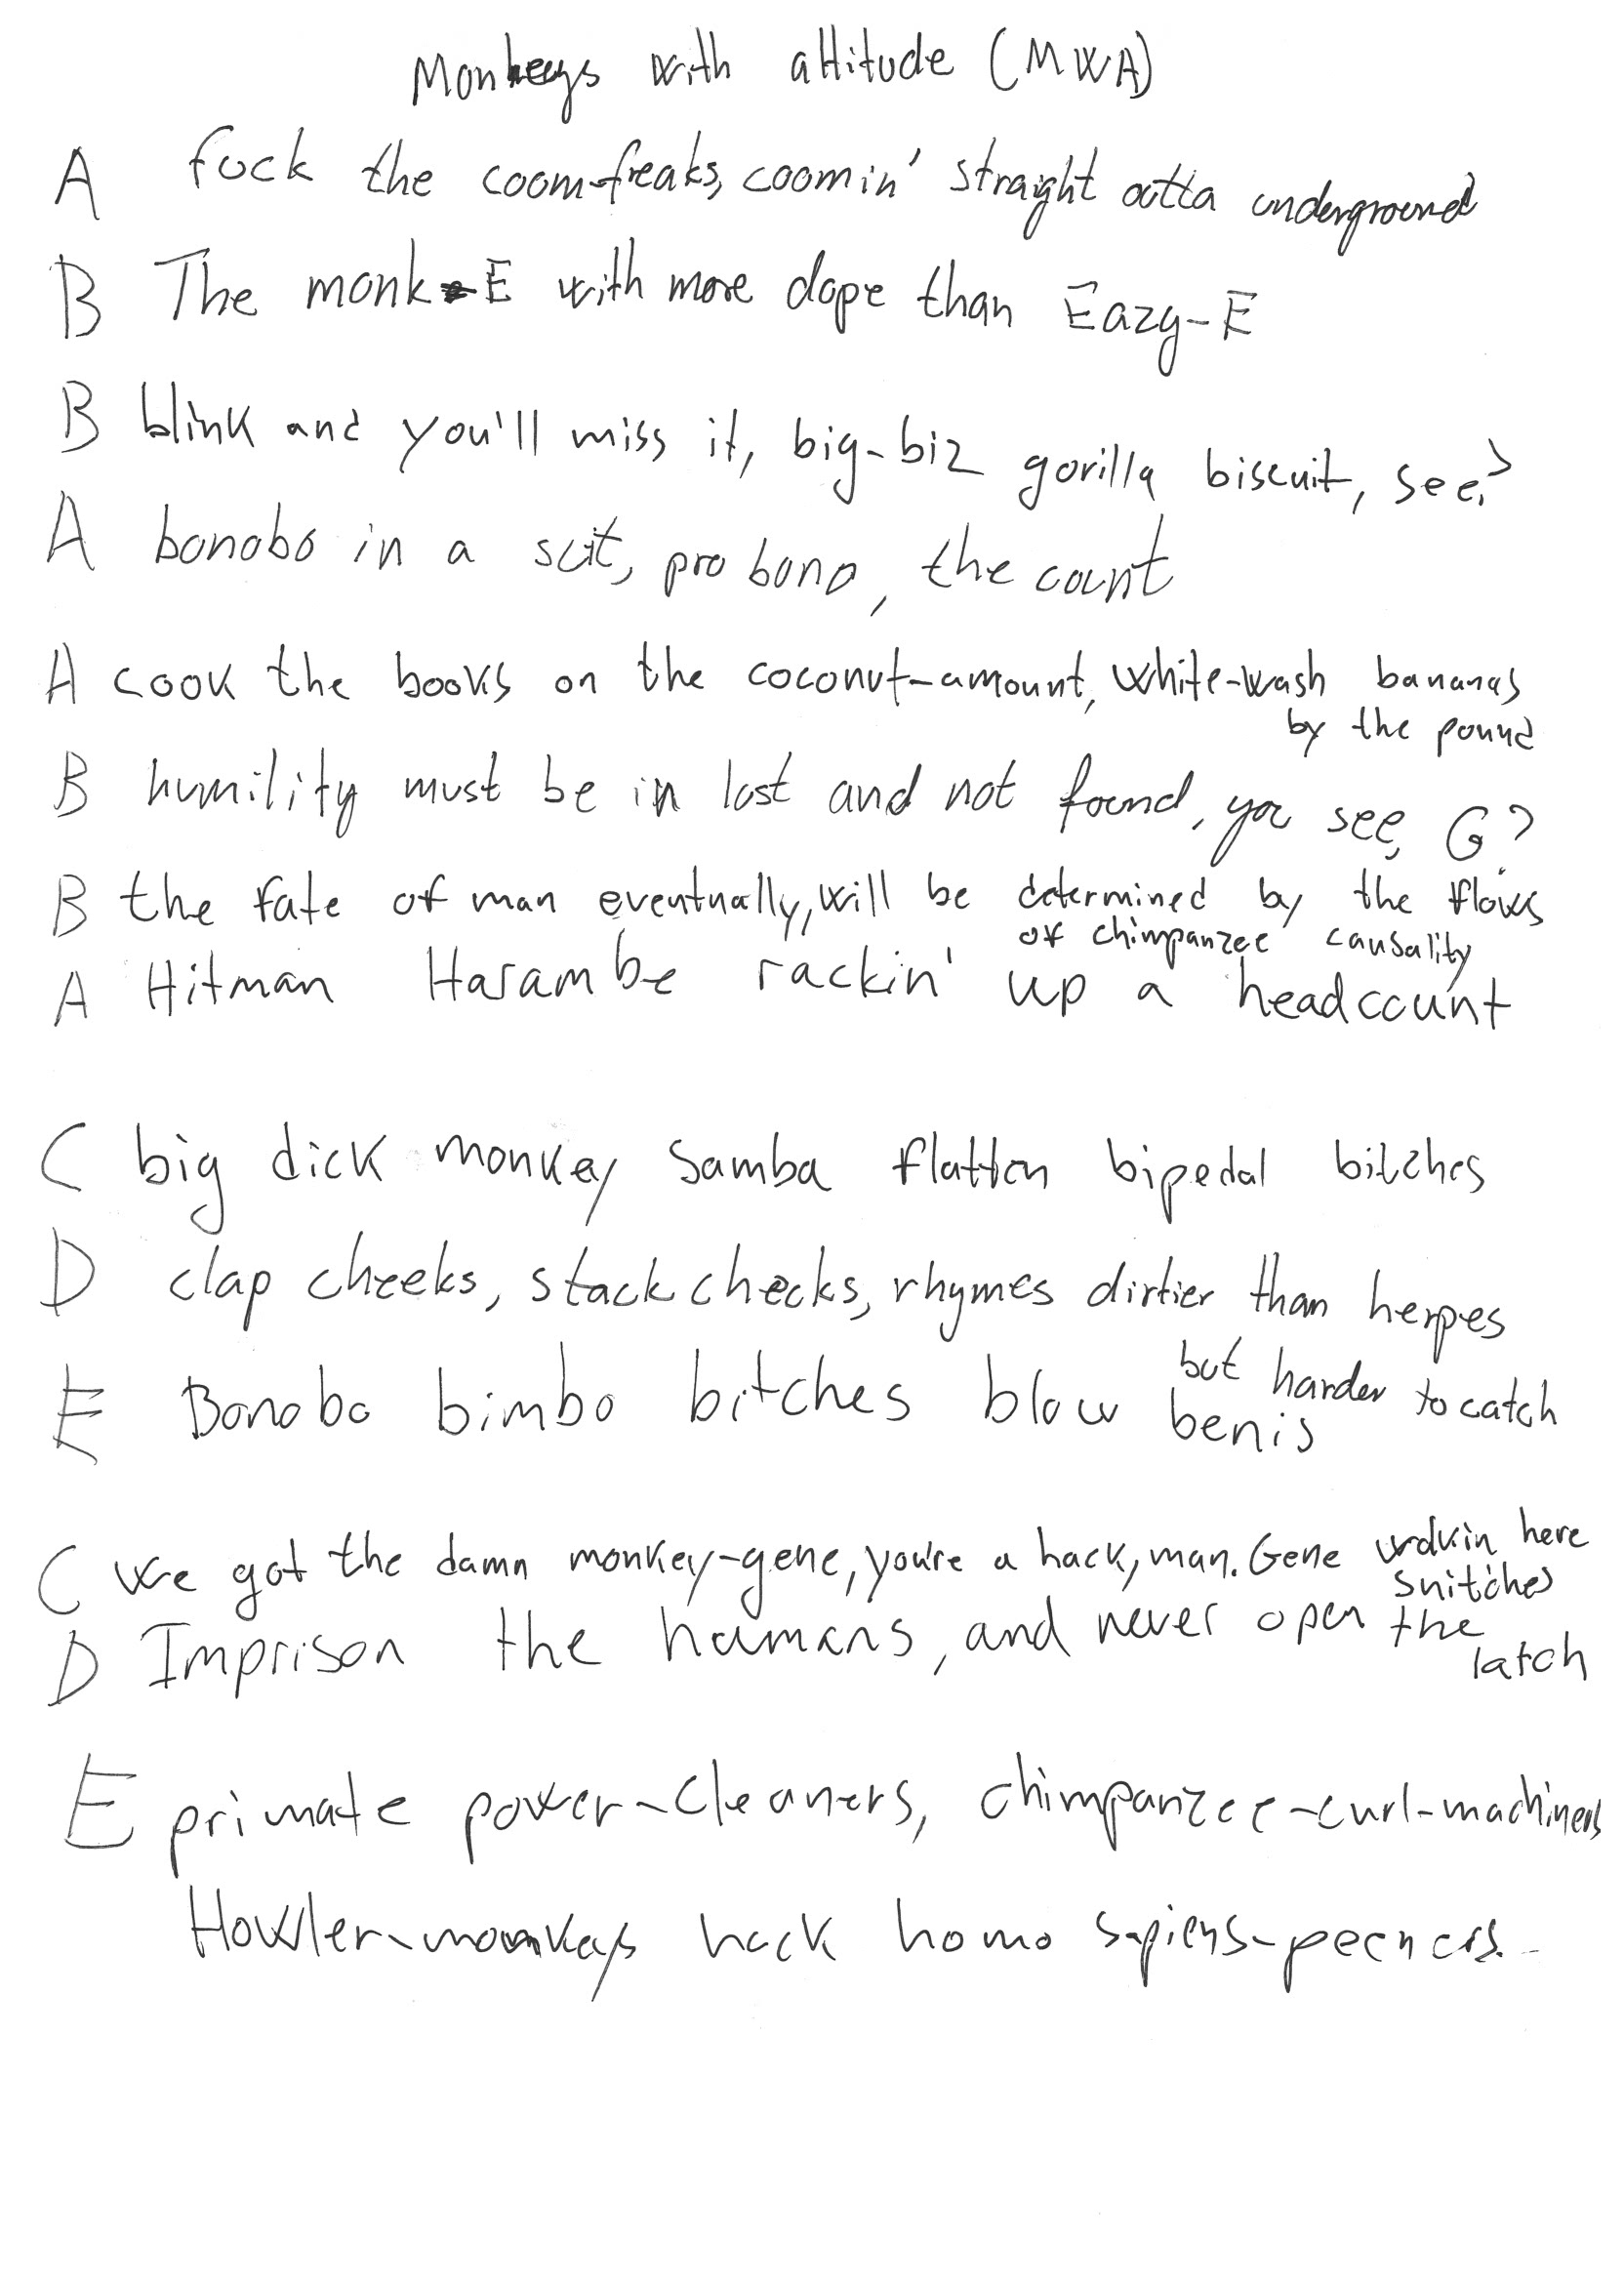 Monkeys with attitude (MWA)
A fuck the coom-freaks, coomin' straight outta underground
B The monk-E with more dope than Eazy-E
B blink and you'll miss it, big-biz gorilla biscuit, see?
A bonobo in a suit, pro bono, the count
A cook the books on the coconut-amount, white-wash bananas
by the pound
B humility must be in lost and not found, you see, G?
B the fate of man eventually, will be determined by the flows
of chimpanzee causality
A Hitman Harambe rackin' up a headcount
C big dick monkey samba flatten bipedal bitches
D clap cheeks, stack checks, rhymes dirtier than herpes
but harder to catch
E Bonobo bimbo bitches blow benis
C We got the damn monkey-gene, you're a hack, man. Gene here
snitches
D Imprison the humans, and never open the
latch
E primate power-cleaners, chimpanzee-curl-machiners
Howler-monkeys hack homo sapiens-peeners.